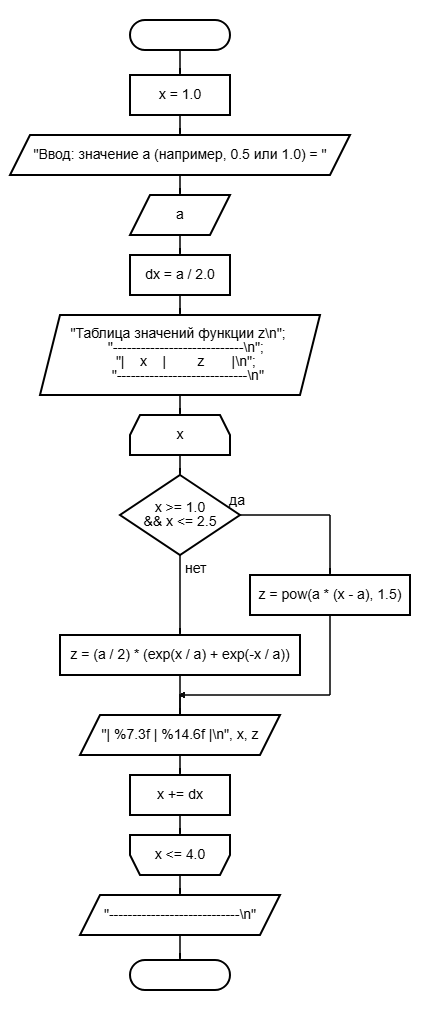 x = 1.0
"Ввод: значение a (например, 0.5 или 1.0) = "
a
dx = a / 2.0
"Таблица значений функции z\n";
"----------------------------\n";
"|    x    |        z       |\n";
"----------------------------\n"
x
x >= 1.0
&& x <= 2.5
да
нет
z = pow(a * (x - a), 1.5)
z = (a / 2) * (exp(x / a) + exp(-x / a))
"| %7.3f | %14.6f |\n", x, z
x += dx
x <= 4.0
"----------------------------\n"